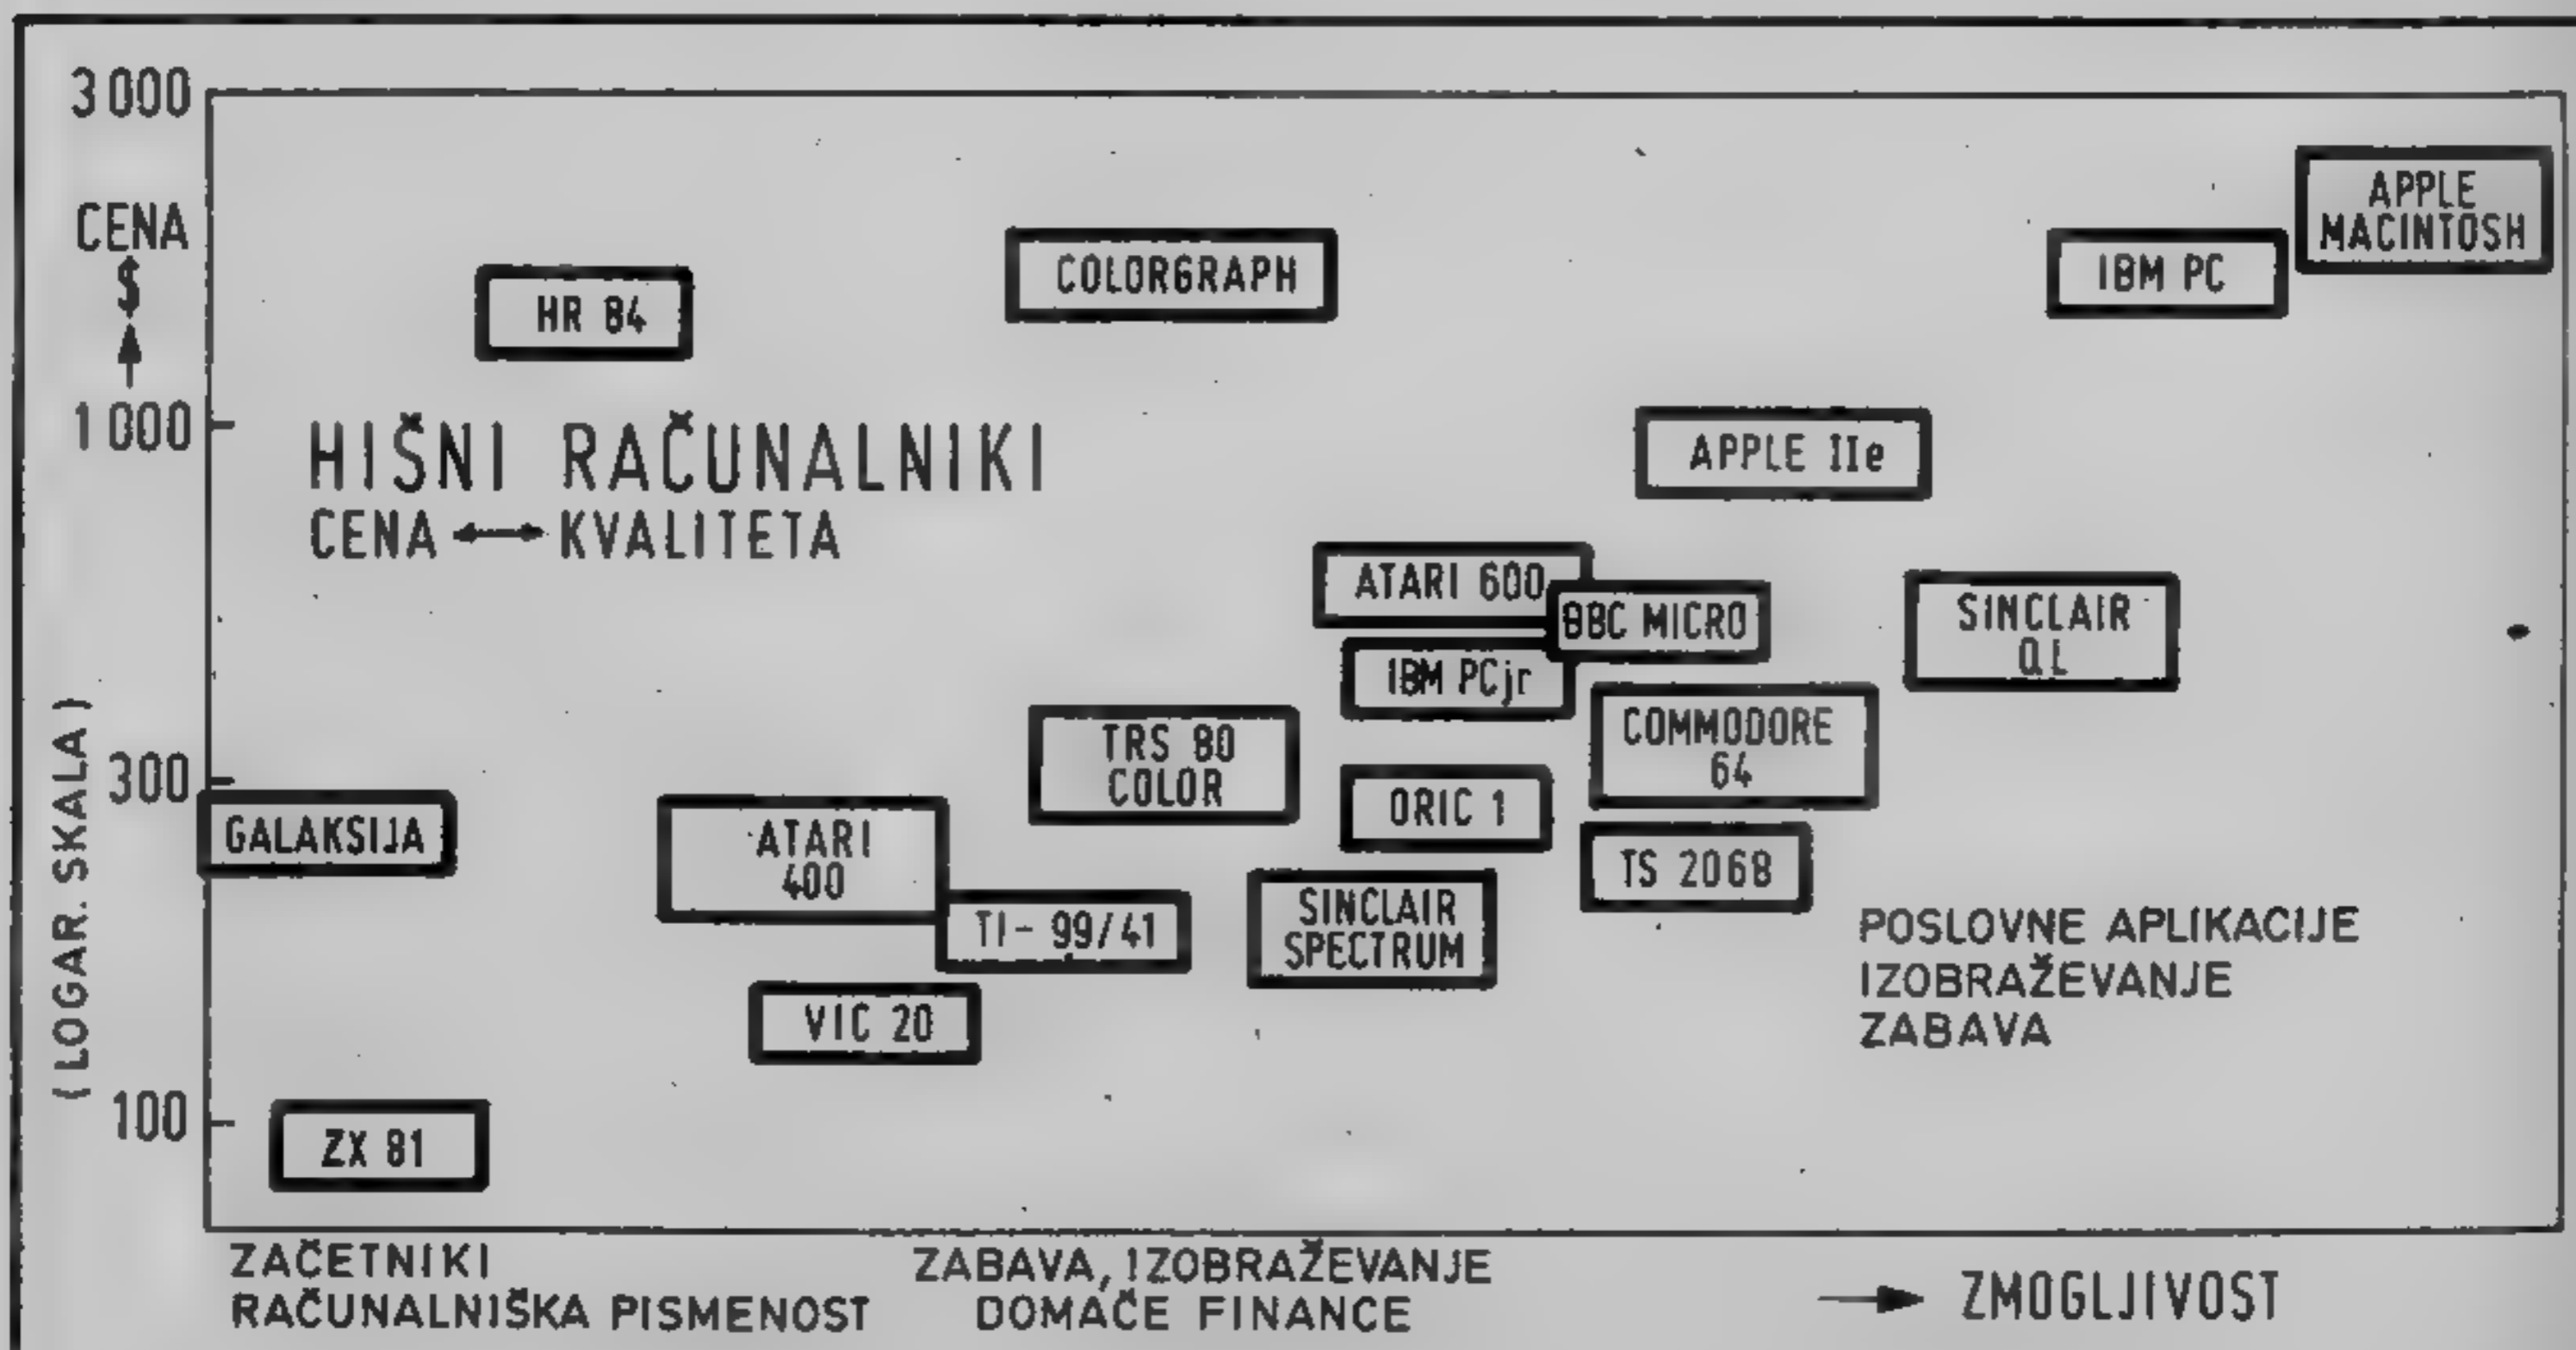 3000
CENA
$
1000
(LOGAR. SKALA)
300
100
HIŠNI RAČUNALNIKI
CENA ↔ KVALITETA
HR 84
COLORGRAPH
IBM PC
APPLE
MACINTOSH
APPLE IIe
ATARI 600
BBC MICRO
SINCLAIR
QL
IBM PCjr
COMMODORE
64
TRS 80
COLOR
ORIC 1
GALAKSIJA
ATARI
400
TS 2068
TI-99/41
SINCLAIR
SPECTRUM
VIC 20
ZX 81
POSLOVNE APLIKACIJE
IZOBRAŽEVANJE
ZABAVA
ZAČETNIKI
RAČUNALNIŠKA PISMENOST
ZABAVA, IZOBRAŽEVANJE
DOMAČE FINANCE
→ ZMOGLJIVOST